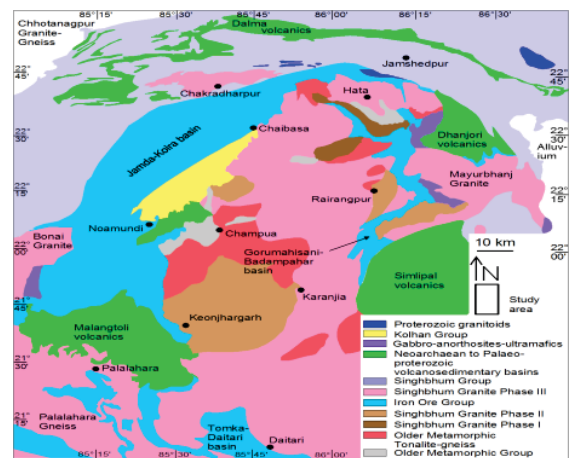 85° 15'
85° 30'
85° 45'
86° 00'
86° 15'
86° 30'
Chhotanagpur
Granite-
Gneiss
Dalma
volcanics
Jamshedpur
22°
45'
22°
45'
Hata
Chakradharpur
22°
30'
Chaibasa
Dhanjori
volcanics
22°
30'
Alluv-
ium
Jamda-Koira basin
Mayurbhanj
Granite
22°
15'
Rairangpur
22°
15'
Noamundi
Bonai
Granite
Champua
22°
00'
22°
00'
Gorumahisani-
Badampahar
basin
10 km
N
Study
area
Simlipal
volcanics
Karanjia
21°
45'
Keonjhargarh
Malangtoli
volcanics
21°
30'
Palalahara
21°
15'
Palalahara
Gneiss
Tomka-
Daitari
basin
Daitari
85° 15'
85° 30'
85° 45'
86° 00'
Proterozoic granitoids
Kolhan Group
Gabbro-anorthosites-ultramafics
Neoarchaean to Palaeo-
proterozoic
volcanosedimentary basins
Singhbhum Group
Singhbhum Granite Phase III
Iron Ore Group
Singhbhum Granite Phase II
Singhbhum Granite Phase I
Older Metamorphic
Tonalite-gneiss
Older Metamorphic Group